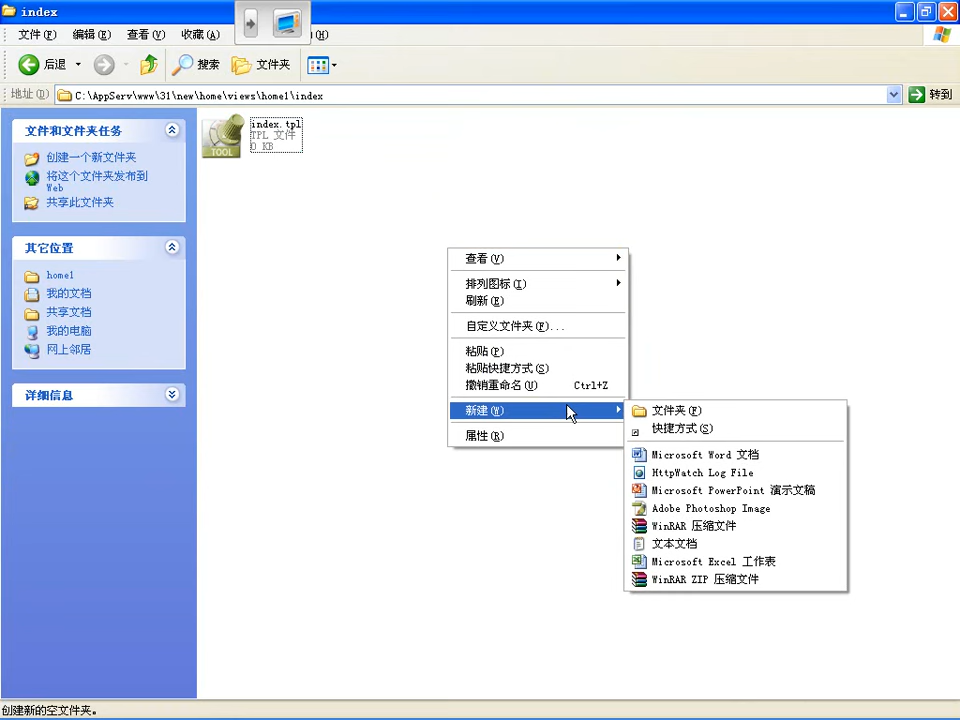 index
文件(F) 编辑(E) 查看(V) 收藏(A) (H)
后退 搜索 文件夹
地址(D) C:\AppServ\www\31\new\home\views\home1\index 转到
文件和文件夹任务
创建一个新文件夹
将这个文件夹发布到
Web
共享此文件夹
其它位置
home1
我的文档
共享文档
我的电脑
网上邻居
详细信息
index.tpl
TPL 文件
0 KB
TOOL
查看(V)
排列图标(I)
刷新(E)
自定义文件夹(F)...
粘贴(P)
粘贴快捷方式(S)
撤销重命名(U) Ctrl+Z
新建(W)
属性(R)
文件夹(F)
快捷方式(S)
Microsoft Word 文档
HttpWatch Log File
Microsoft PowerPoint 演示文稿
Adobe Photoshop Image
WinRAR 压缩文件
文本文档
Microsoft Excel 工作表
WinRAR ZIP 压缩文件
创建新的空文件夹。